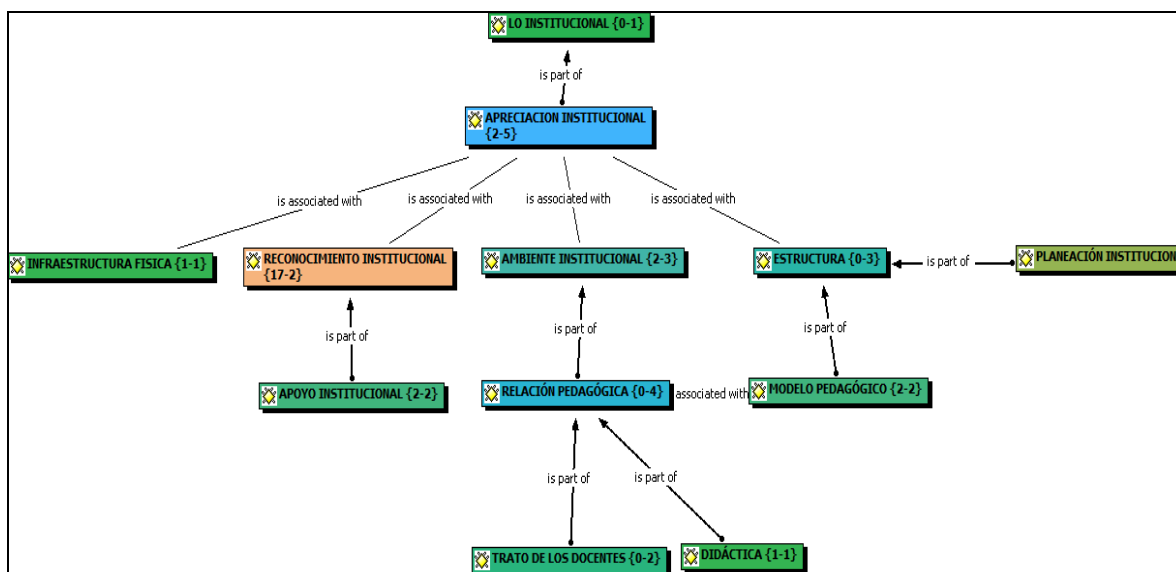 LO INSTITUCIONAL {0-1}
is part of
APRECIACION INSTITUCIONAL
{2-5}
is associated with
is associated with
is associated with
is associated with
INFRAESTRUCTURA FISICA {1-1}
RECONOCIMIENTO INSTITUCIONAL
{17-2}
AMBIENTE INSTITUCIONAL {2-3}
ESTRUCTURA {0-3}
is part of
PLANEACIÓN INSTITUCION
is part of
is part of
is part of
APOYO INSTITUCIONAL {2-2}
RELACIÓN PEDAGÓGICA {0-4}
associated with
MODELO PEDAGÓGICO {2-2}
is part of
is part of
TRATO DE LOS DOCENTES {0-2}
DIDÁCTICA {1-1}